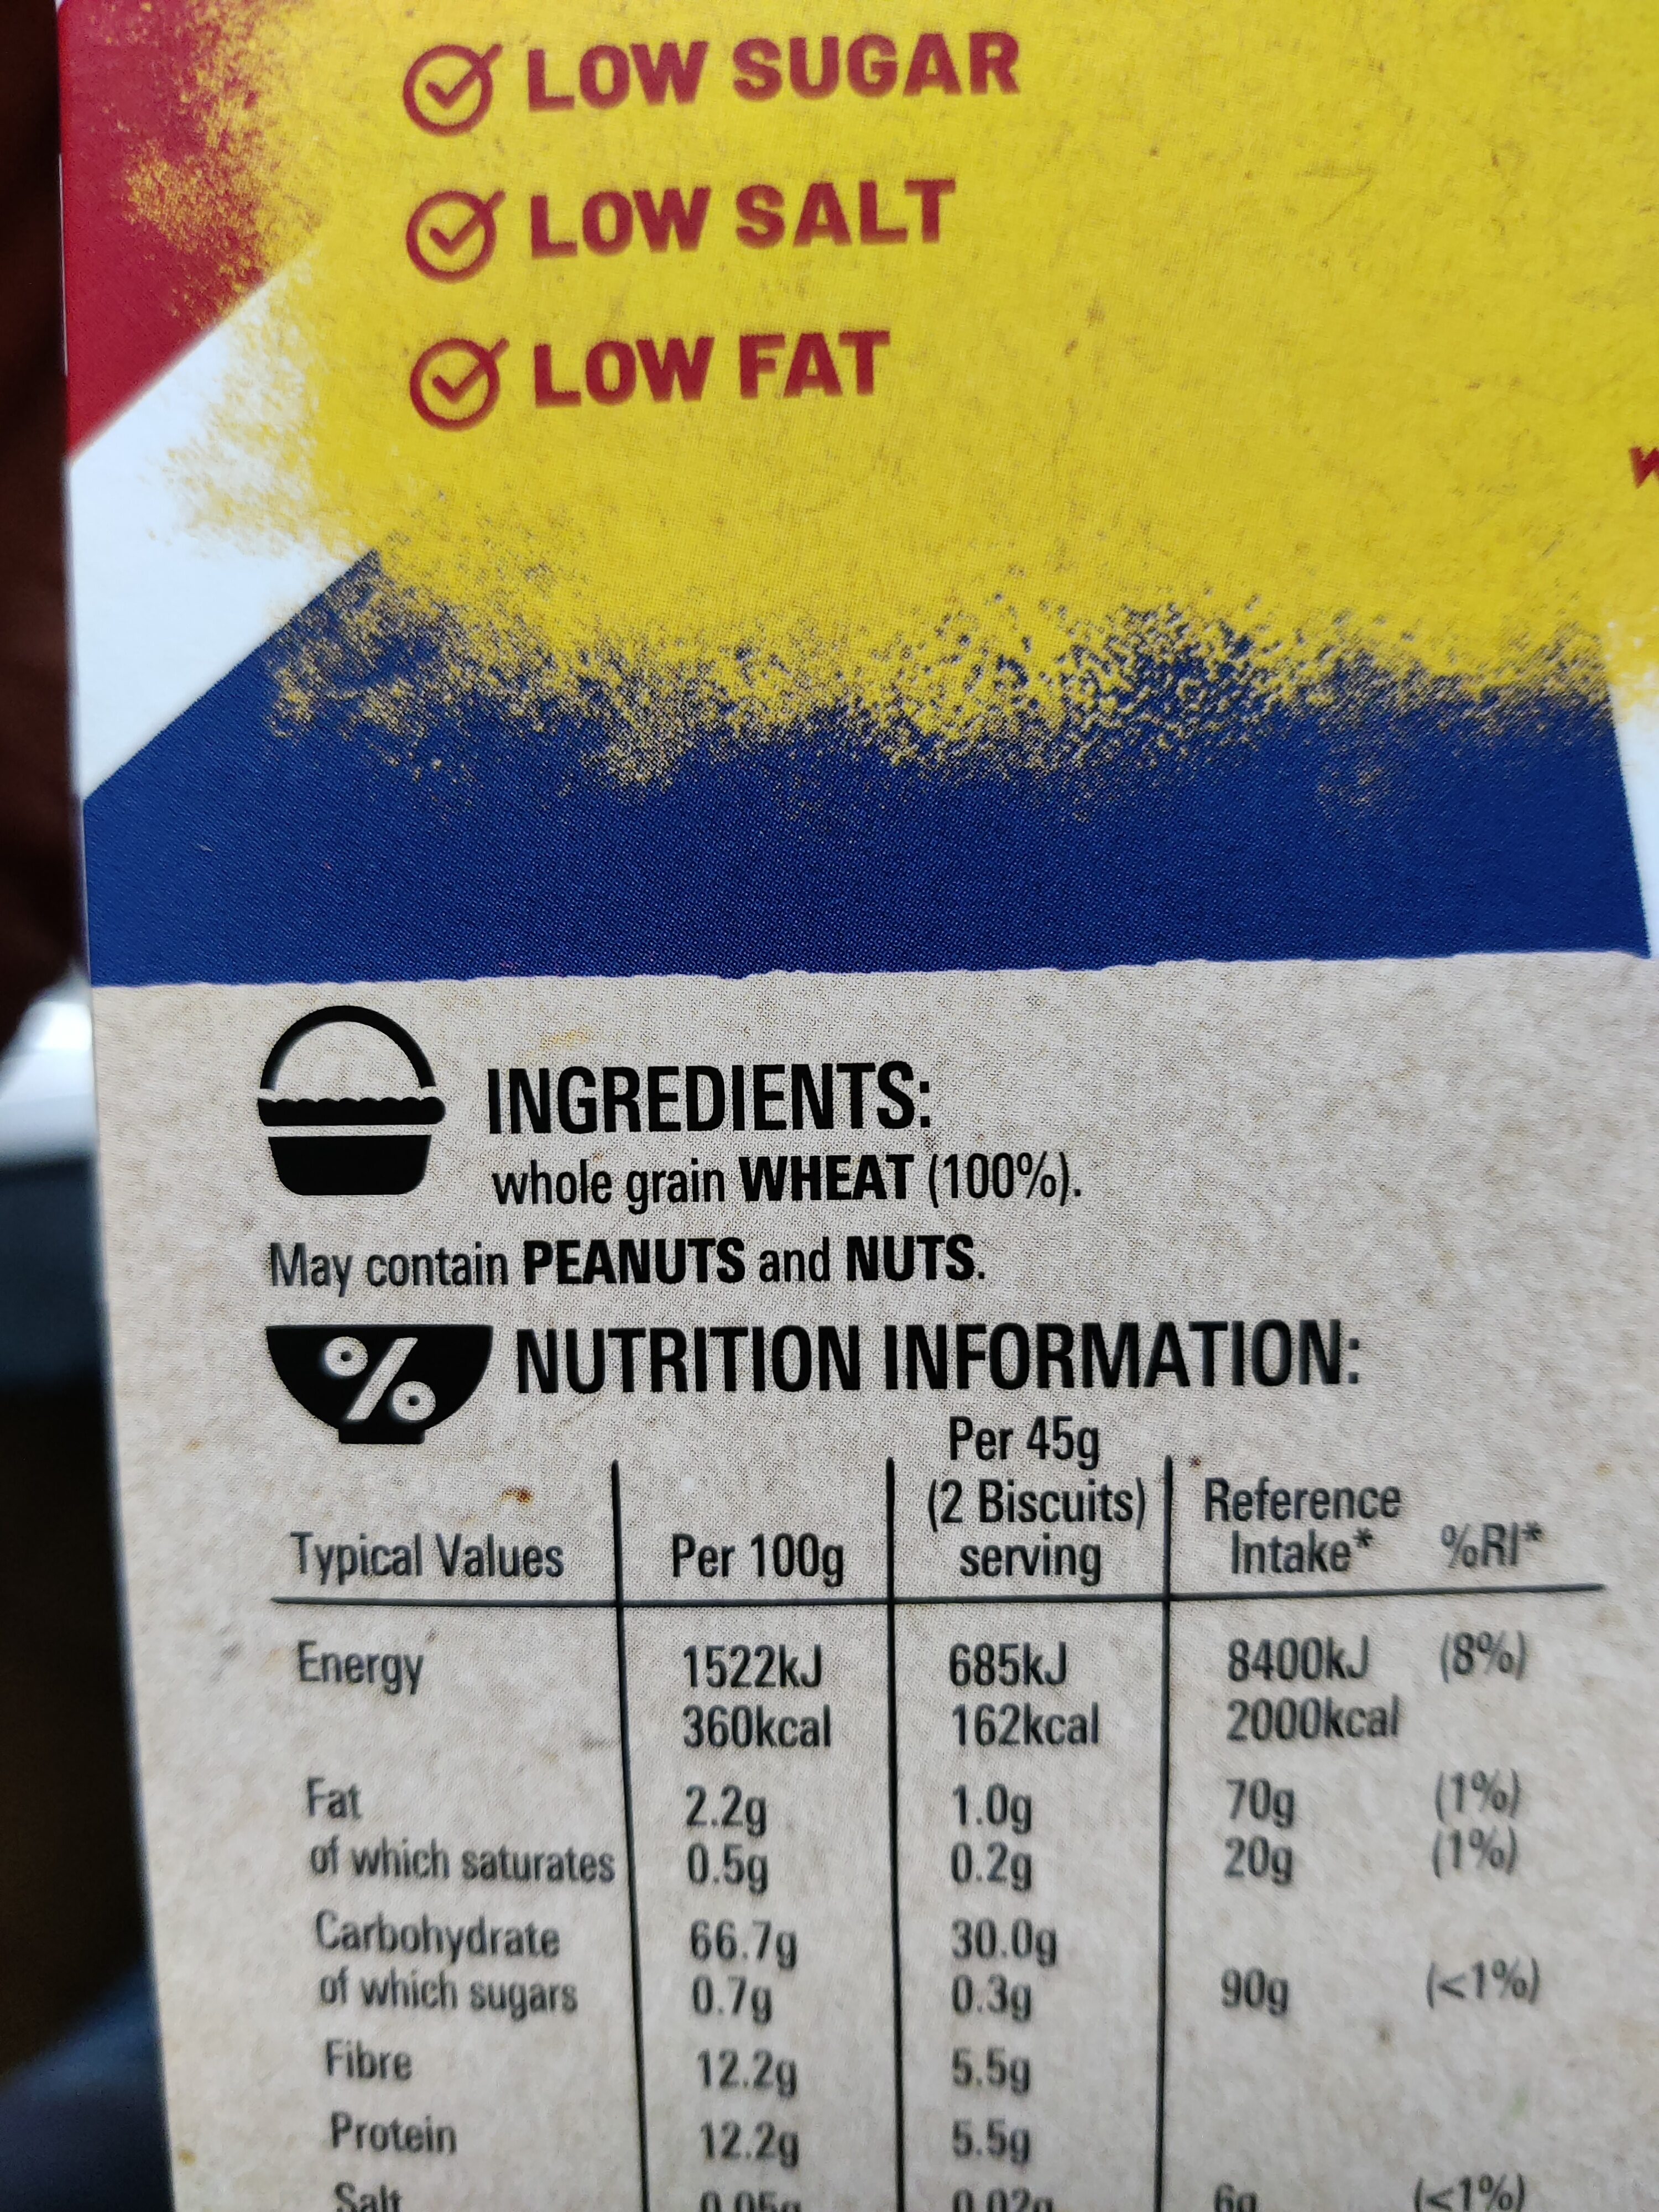 LOW SUGAR
LOW SALT
LOW FAT
INGREDIENTS:
whole grain WHEAT (100%).
May contain PEANUTS and NUTS.
% NUTRITION INFORMATION:
Per 45g
(2 Biscuits) Reference
Typical Values Per 100g serving Intake* %RI*
Energy 1522kJ 685kJ 8400kJ (8%)
360kcal 162kcal 2000kcal
Fat 2.2g 1.0g 70g (1%)
of which saturates 0.5g 0.2g 20g (1%)
Carbohydrate 66.7g 30.0g
of which sugars 0.7g 0.3g 90g (<1%)
Fibre 12.2g 5.5g
Protein 12.2g 5.5g
Salt 0.05g 0.02g 6g (<1%)